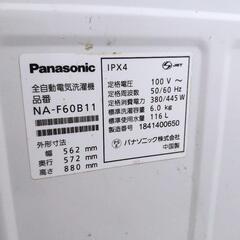 Panasonic
全自動電気洗濯機
品番
NA-F60B11
外形寸法
幅 562 mm
奥行 572 mm
高さ 880 mm
IPX4
S JET
定格電圧 100 V ～
定格周波数 50/60 Hz
定格消費電力 380/445 W
標準洗濯容量 6.0 kg
標準使用水量 116 L
製造番号 1841400650
パナソニック株式会社
中国製